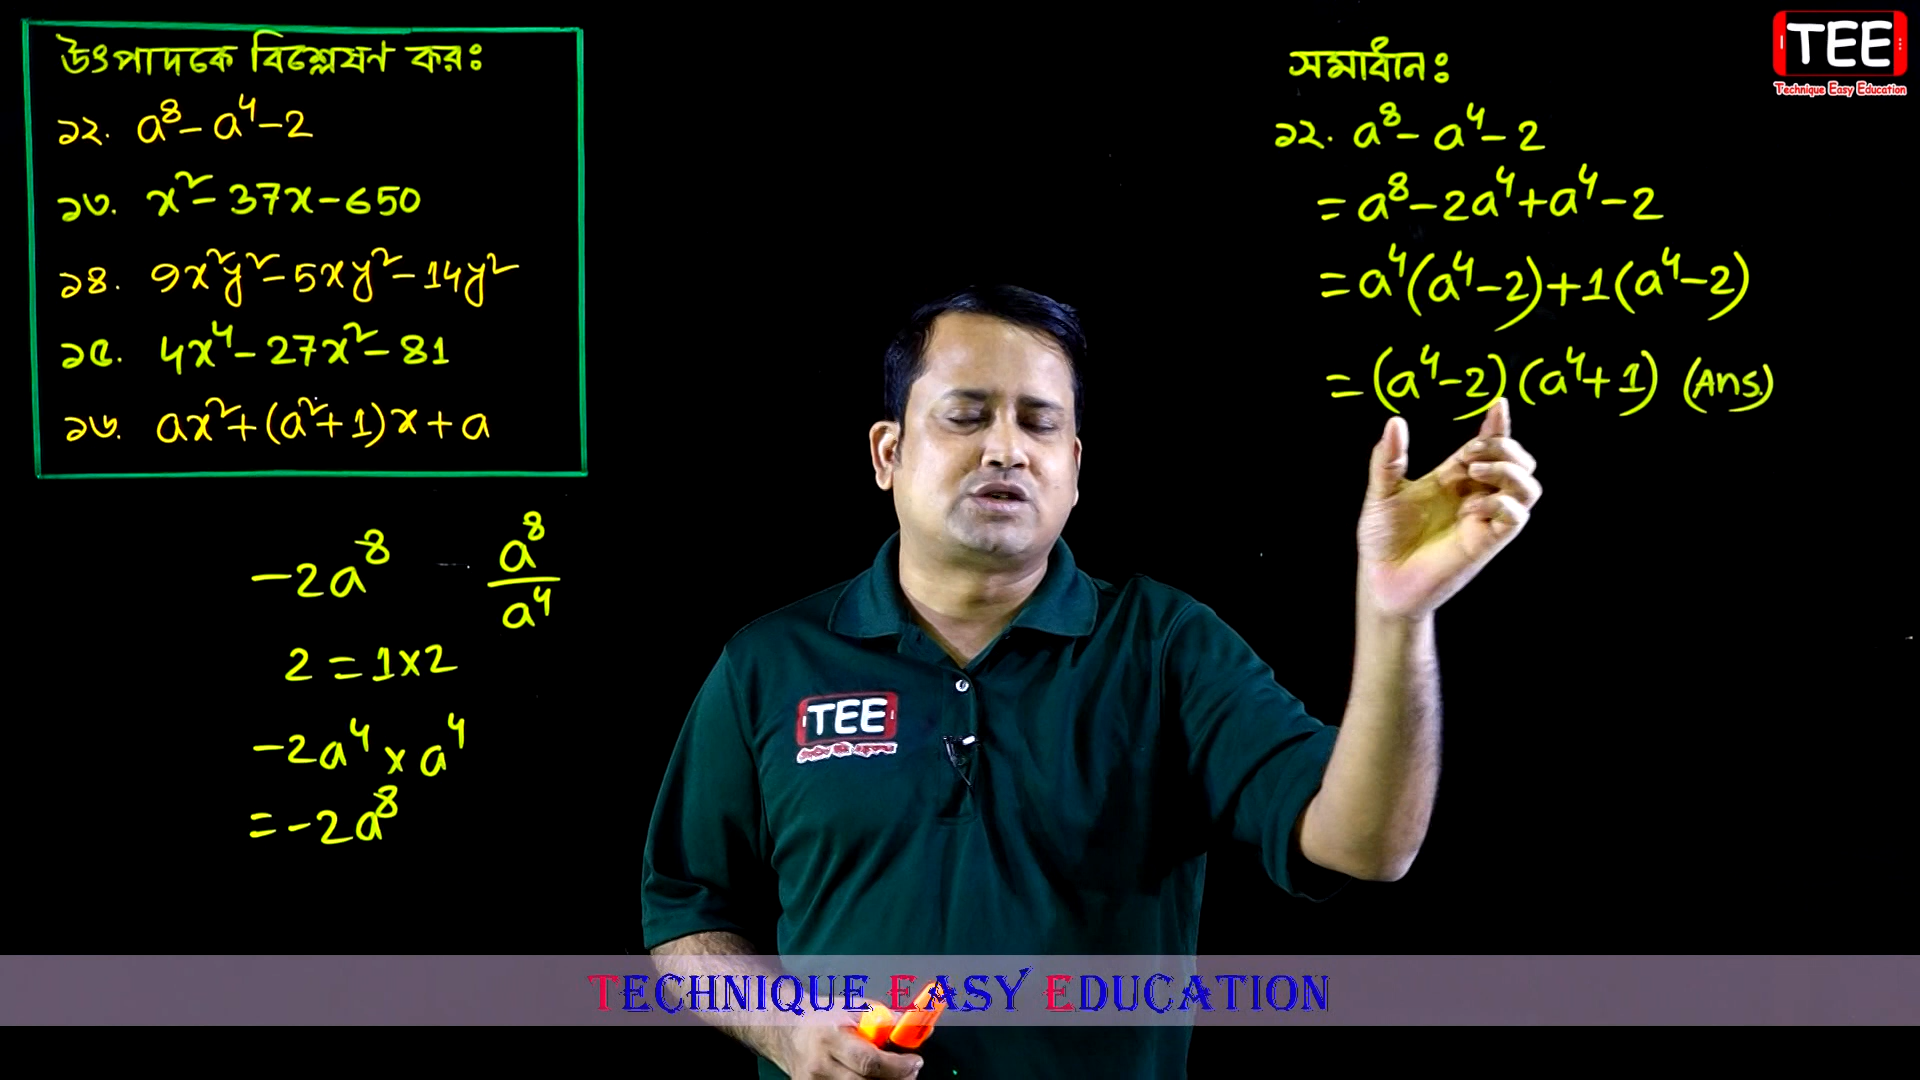 উৎপাদকে বিশ্লেষণ করঃ
১২. a⁸ – a⁴ – 2
১৩. x² – 37x – 650
১৪. 9x²y² – 5xy² – 14y²
১৫. 4x⁴ – 27x² – 81
১৬. ax² + (a² + 1)x + a
–2a⁸
a⁸
a⁴
2 = 1×2
–2a⁴ × a⁴
= –2a⁸
সমাধান:
১২. a⁸ – a⁴ – 2
= a⁸ – 2a⁴ + a⁴ – 2
= a⁴(a⁴ – 2) + 1(a⁴ – 2)
= (a⁴ – 2)(a⁴ + 1) (Ans.)
TEE
Technique Easy Education
TEE
TECHNIQUE EASY EDUCATION